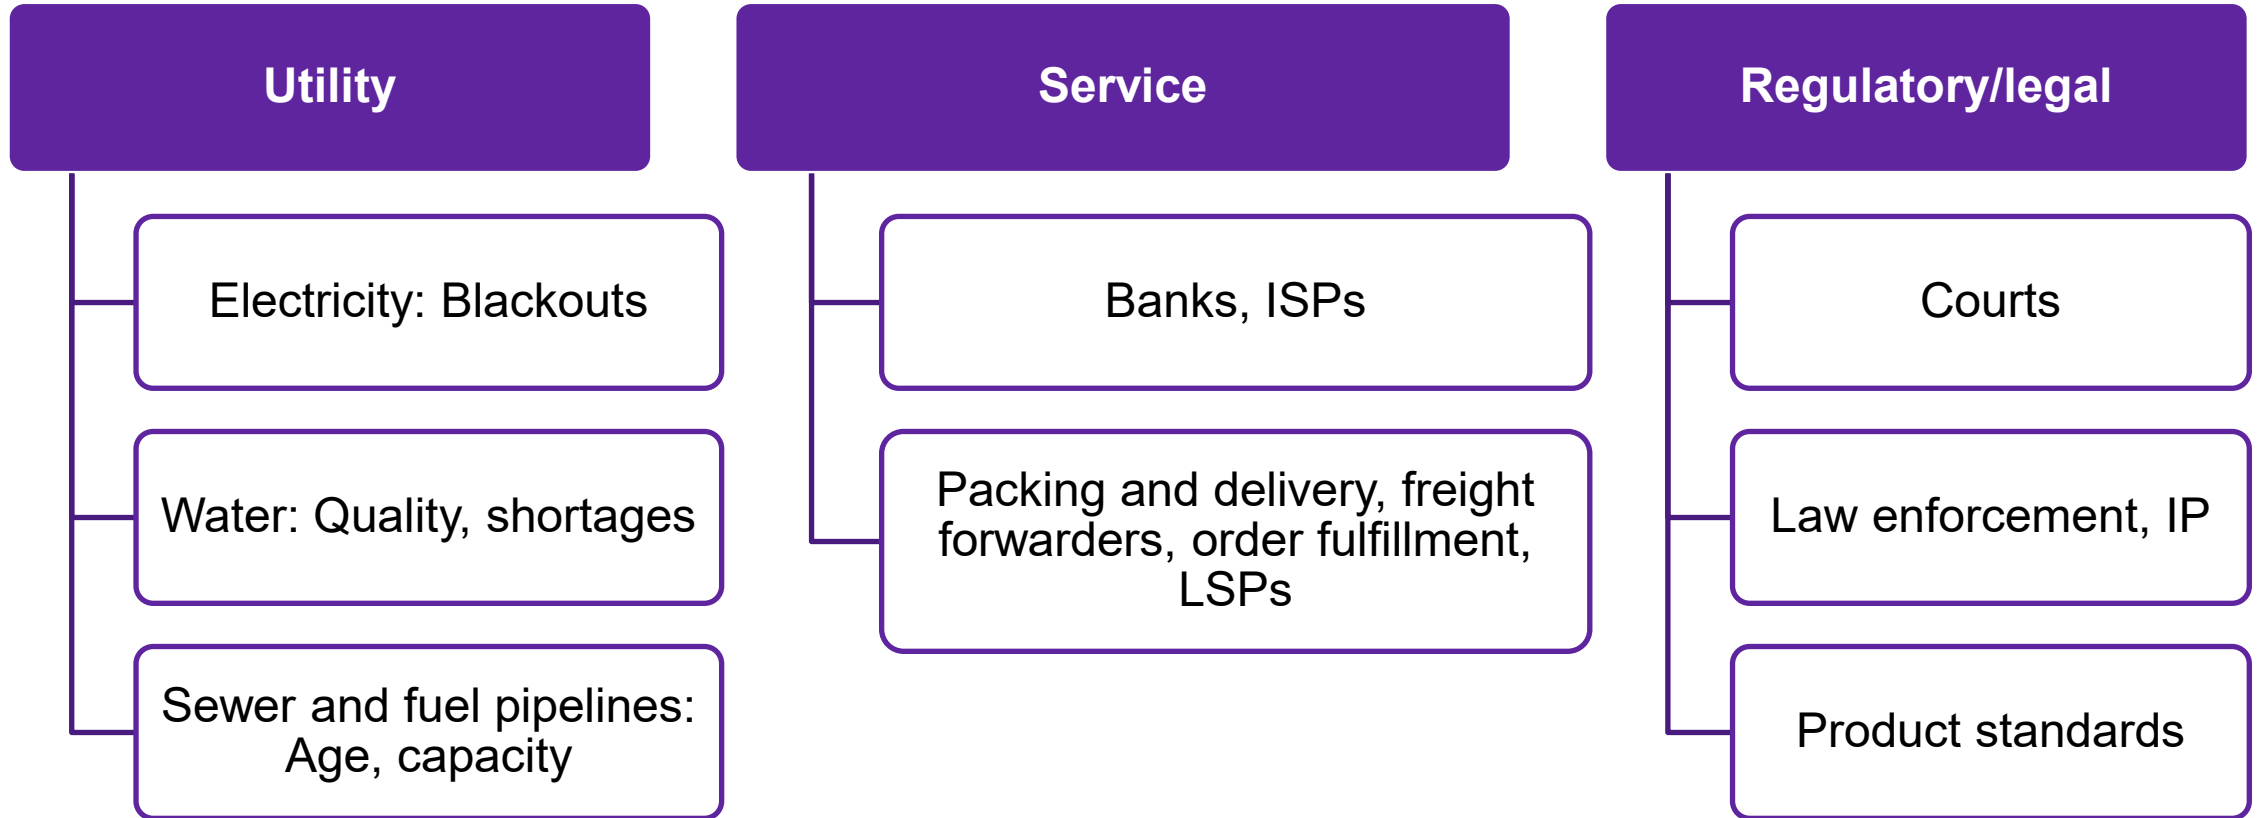 Utility
Electricity: Blackouts
Water: Quality, shortages
Sewer and fuel pipelines:
Age, capacity
Service
Banks, ISPs
Packing and delivery, freight
forwarders, order fulfillment,
LSPs
Regulatory/legal
Courts
Law enforcement, IP
Product standards